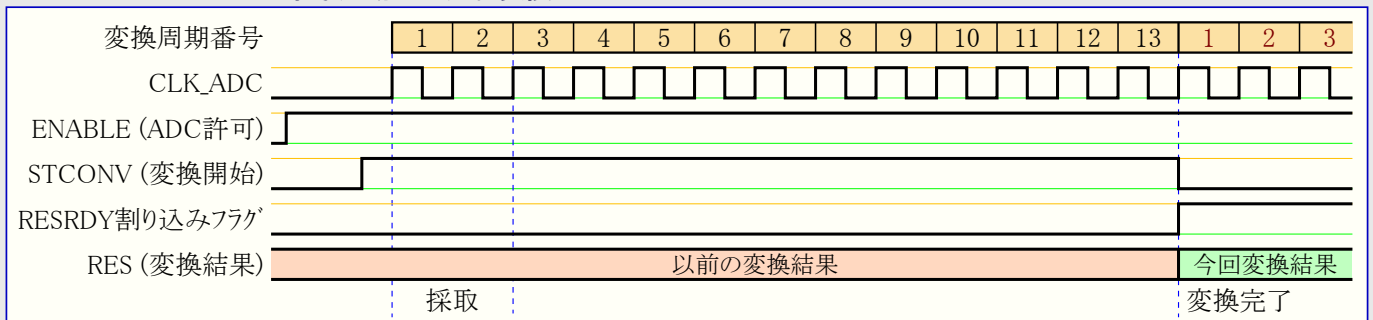 変換周期番号 1 2 3 4 5 6 7 8 9 10 11 12 13 1 2 3
CLK_ADC
ENABLE (ADC許可)
STCONV (変換開始)
RESRDY割り込みﾌﾗｸﾞ
RES (変換結果) 以前の変換結果 今回変換結果
採取 変換完了